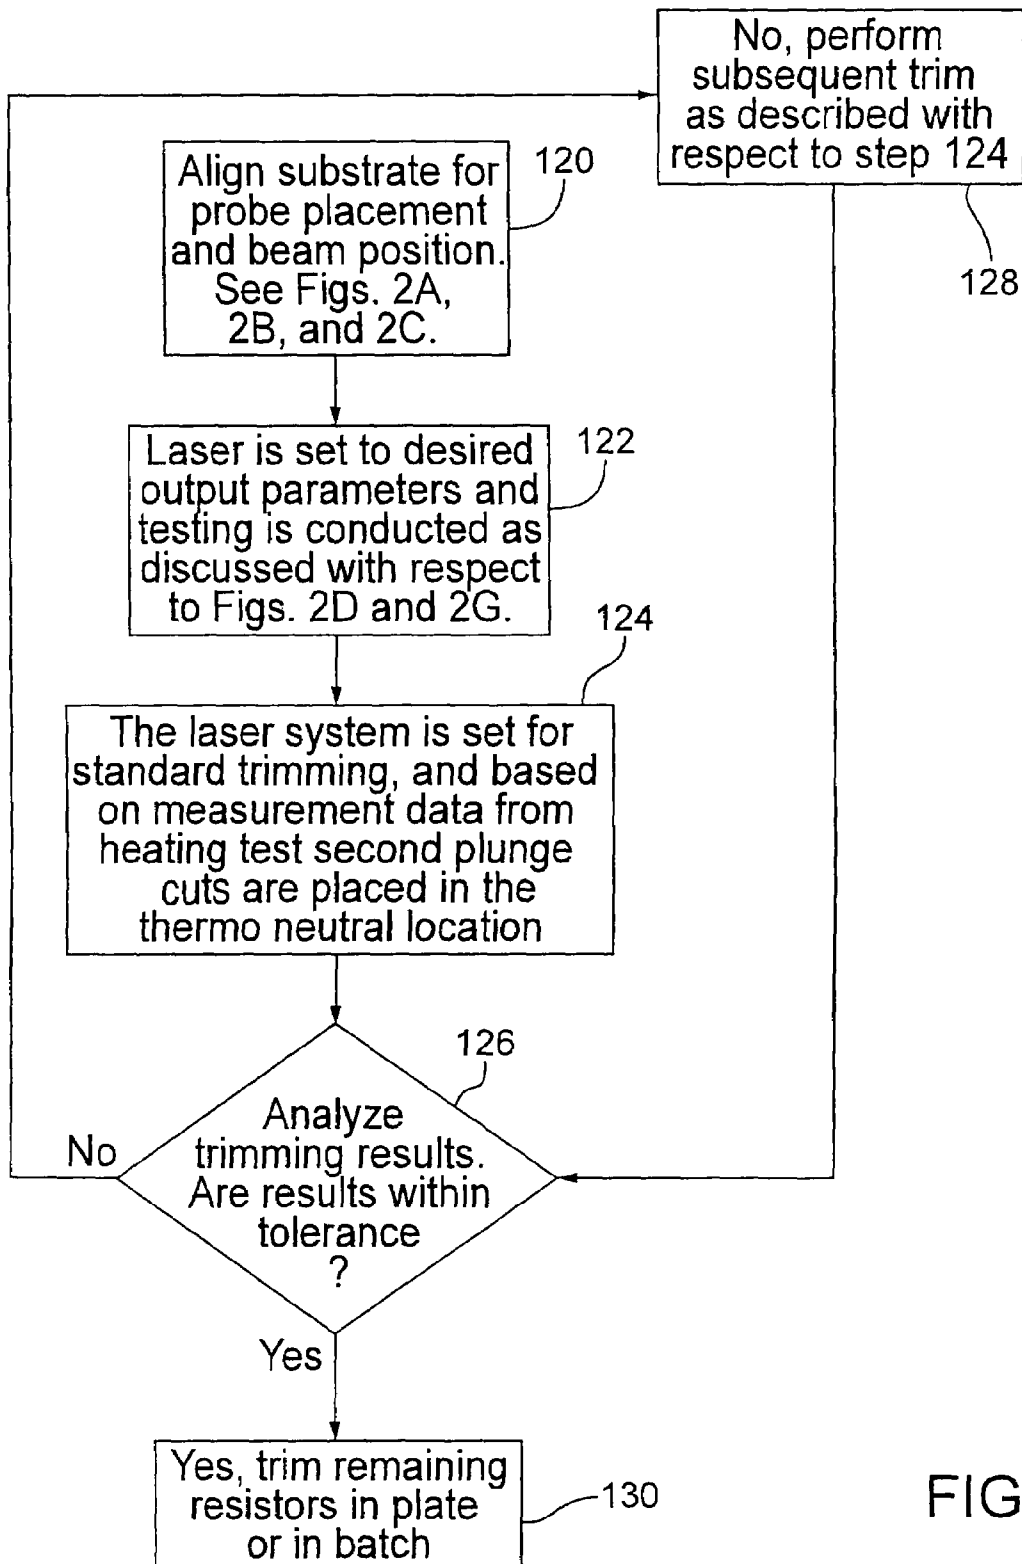 No, perform
subsequent trim
as described with
respect to step 124
128
Align substrate for
probe placement
and beam position.
See Figs. 2A,
2B, and 2C.
120
Laser is set to desired
output parameters and
testing is conducted as
discussed with respect
to Figs. 2D and 2G.
122
124
The laser system is set for
standard trimming, and based
on measurement data from
heating test second plunge
cuts are placed in the
thermo neutral location
126
Analyze
trimming results.
Are results within
tolerance
?
No
Yes
Yes, trim remaining
resistors in plate
or in batch
130
FIG